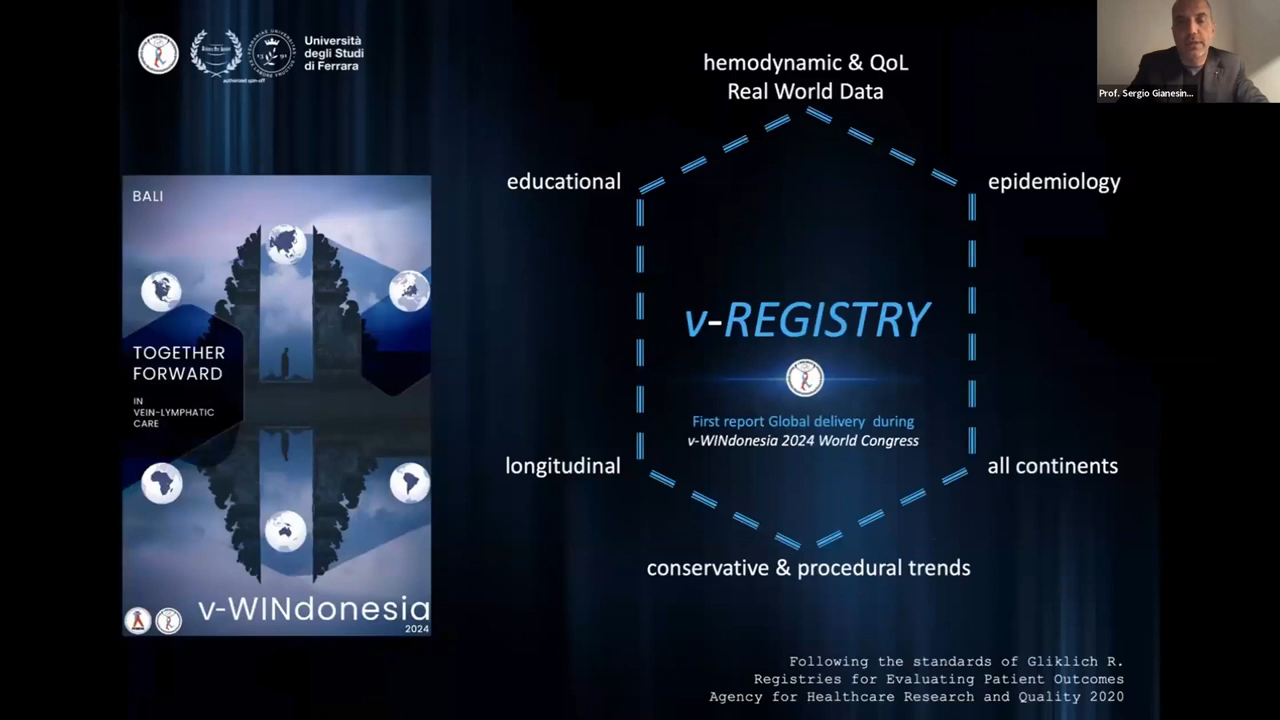 Università
degli Studi
di Ferrara
hemodynamic & QoL
Real World Data
Prof. Sergio Gianesin...
educational
epidemiology
BALI
TOGETHER
FORWARD
IN
VEIN-LYMPHATIC
CARE
v-WINdonesia
2024
v-REGISTRY
First report Global delivery during
v-WINdonesia 2024 World Congress
longitudinal
all continents
conservative & procedural trends
Following the standards of Gliklich R.
Registries for Evaluating Patient Outcomes
Agency for Healthcare Research and Quality 2020